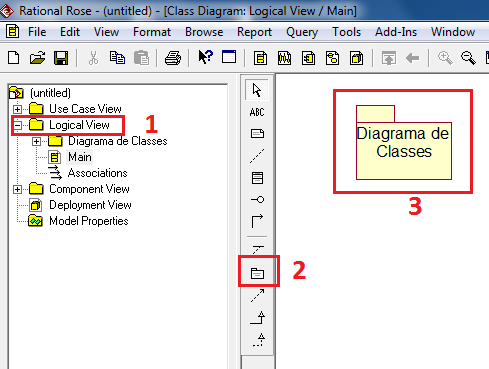 Rational Rose - (untitled) - [Class Diagram: Logical View / Main]
File Edit View Format Browse Report Query Tools Add-Ins Window
(untitled)
Use Case View
Logical View
1
Diagrama de Classes
Main
Associations
Component View
Deployment View
Model Properties
ABC
2
Diagrama de
Classes
3